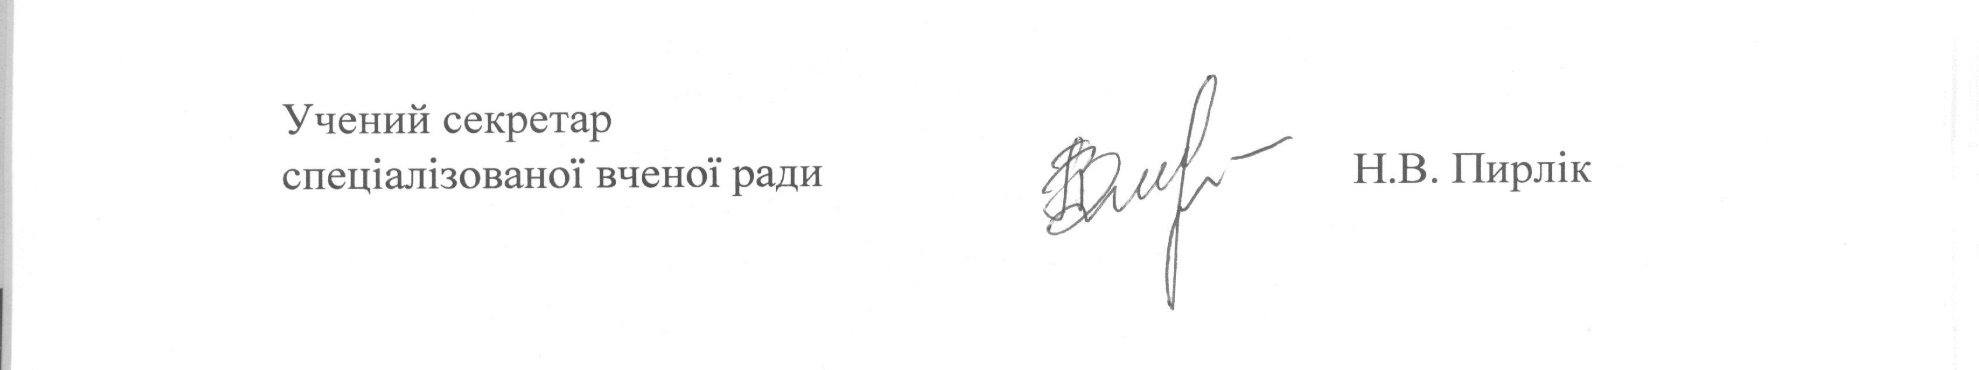 Учений секретар
спеціалізованої вченої ради Н.В. Пирлік